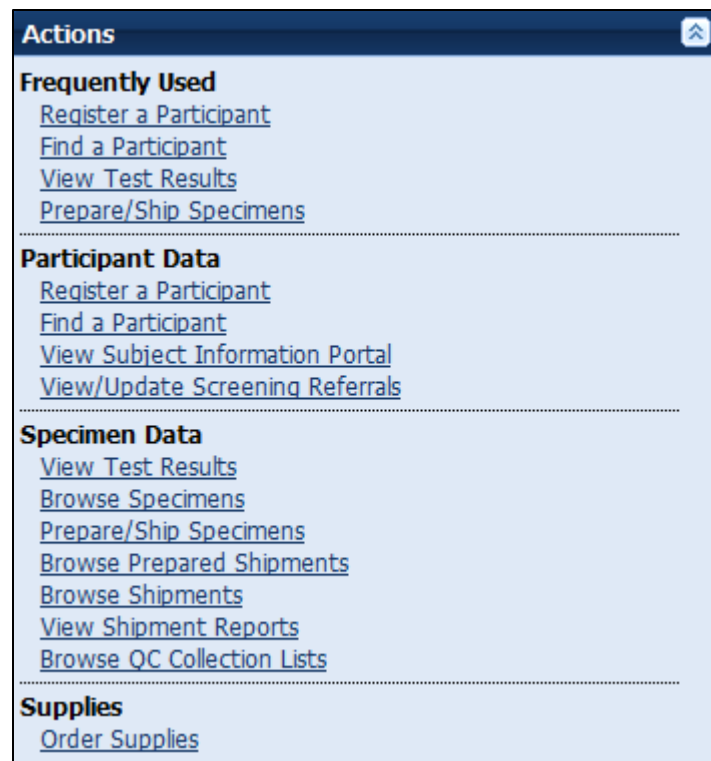 Actions
Frequently Used
Register a Participant
Find a Participant
View Test Results
Prepare/Ship Specimens
Participant Data
Register a Participant
Find a Participant
View Subject Information Portal
View/Update Screening Referrals
Specimen Data
View Test Results
Browse Specimens
Prepare/Ship Specimens
Browse Prepared Shipments
Browse Shipments
View Shipment Reports
Browse QC Collection Lists
Supplies
Order Supplies